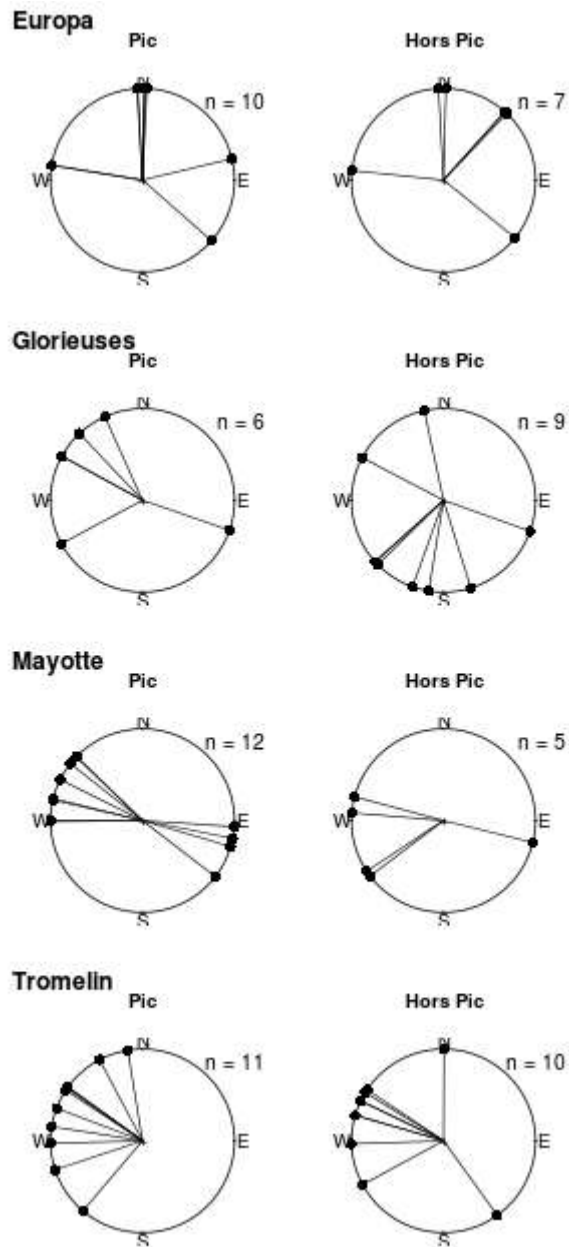 Europa
Pic
Hors Pic
N
n = 10
N
n = 7
W
E
W
E
S
S
Glorieuses
Pic
Hors Pic
N
n = 6
N
n = 9
W
E
W
E
S
S
Mayotte
Pic
Hors Pic
N
n = 12
N
n = 5
W
E
W
E
S
S
Tromelin
Pic
Hors Pic
N
n = 11
N
n = 10
W
E
W
E
S
S